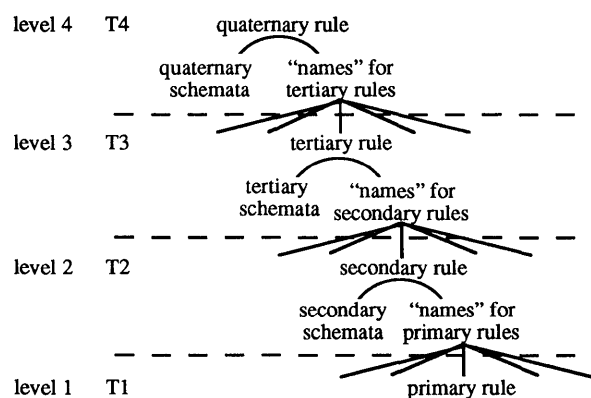 level 4 T4 quaternary rule
quaternary “names” for
schemata tertiary rules
level 3 T3 tertiary rule
tertiary “names” for
schemata secondary rules
level 2 T2 secondary rule
secondary “names” for
schemata primary rules
level 1 T1 primary rule